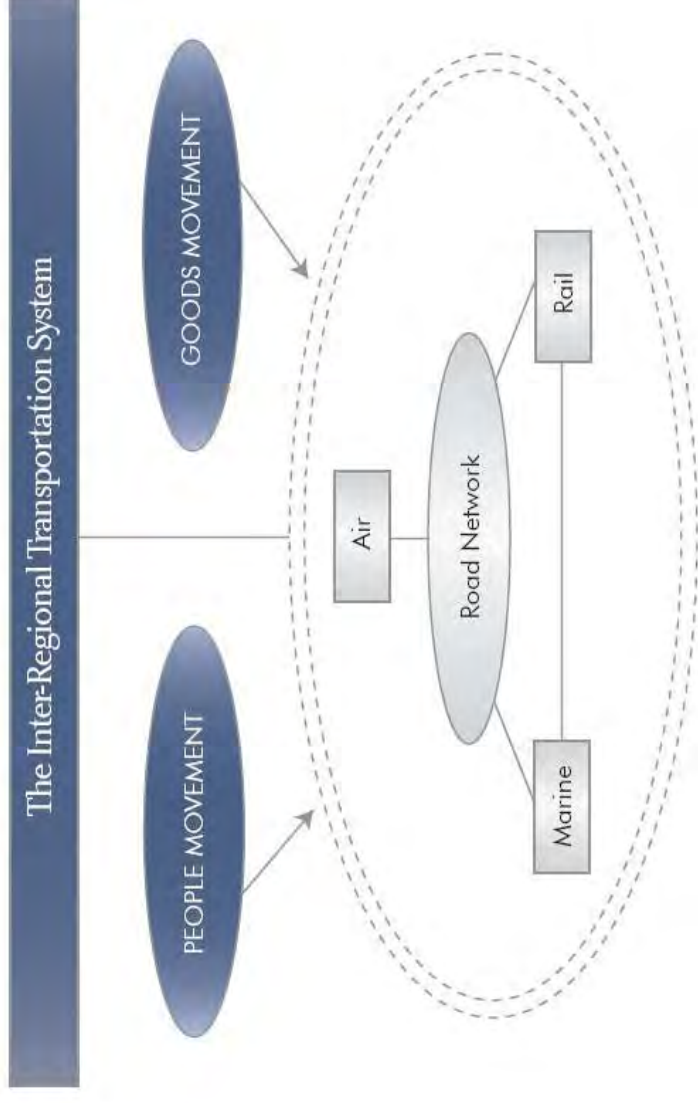 The Inter-Regional Transportation System
PEOPLE MOVEMENT
GOODS MOVEMENT
Air
Road Network
Marine
Rail